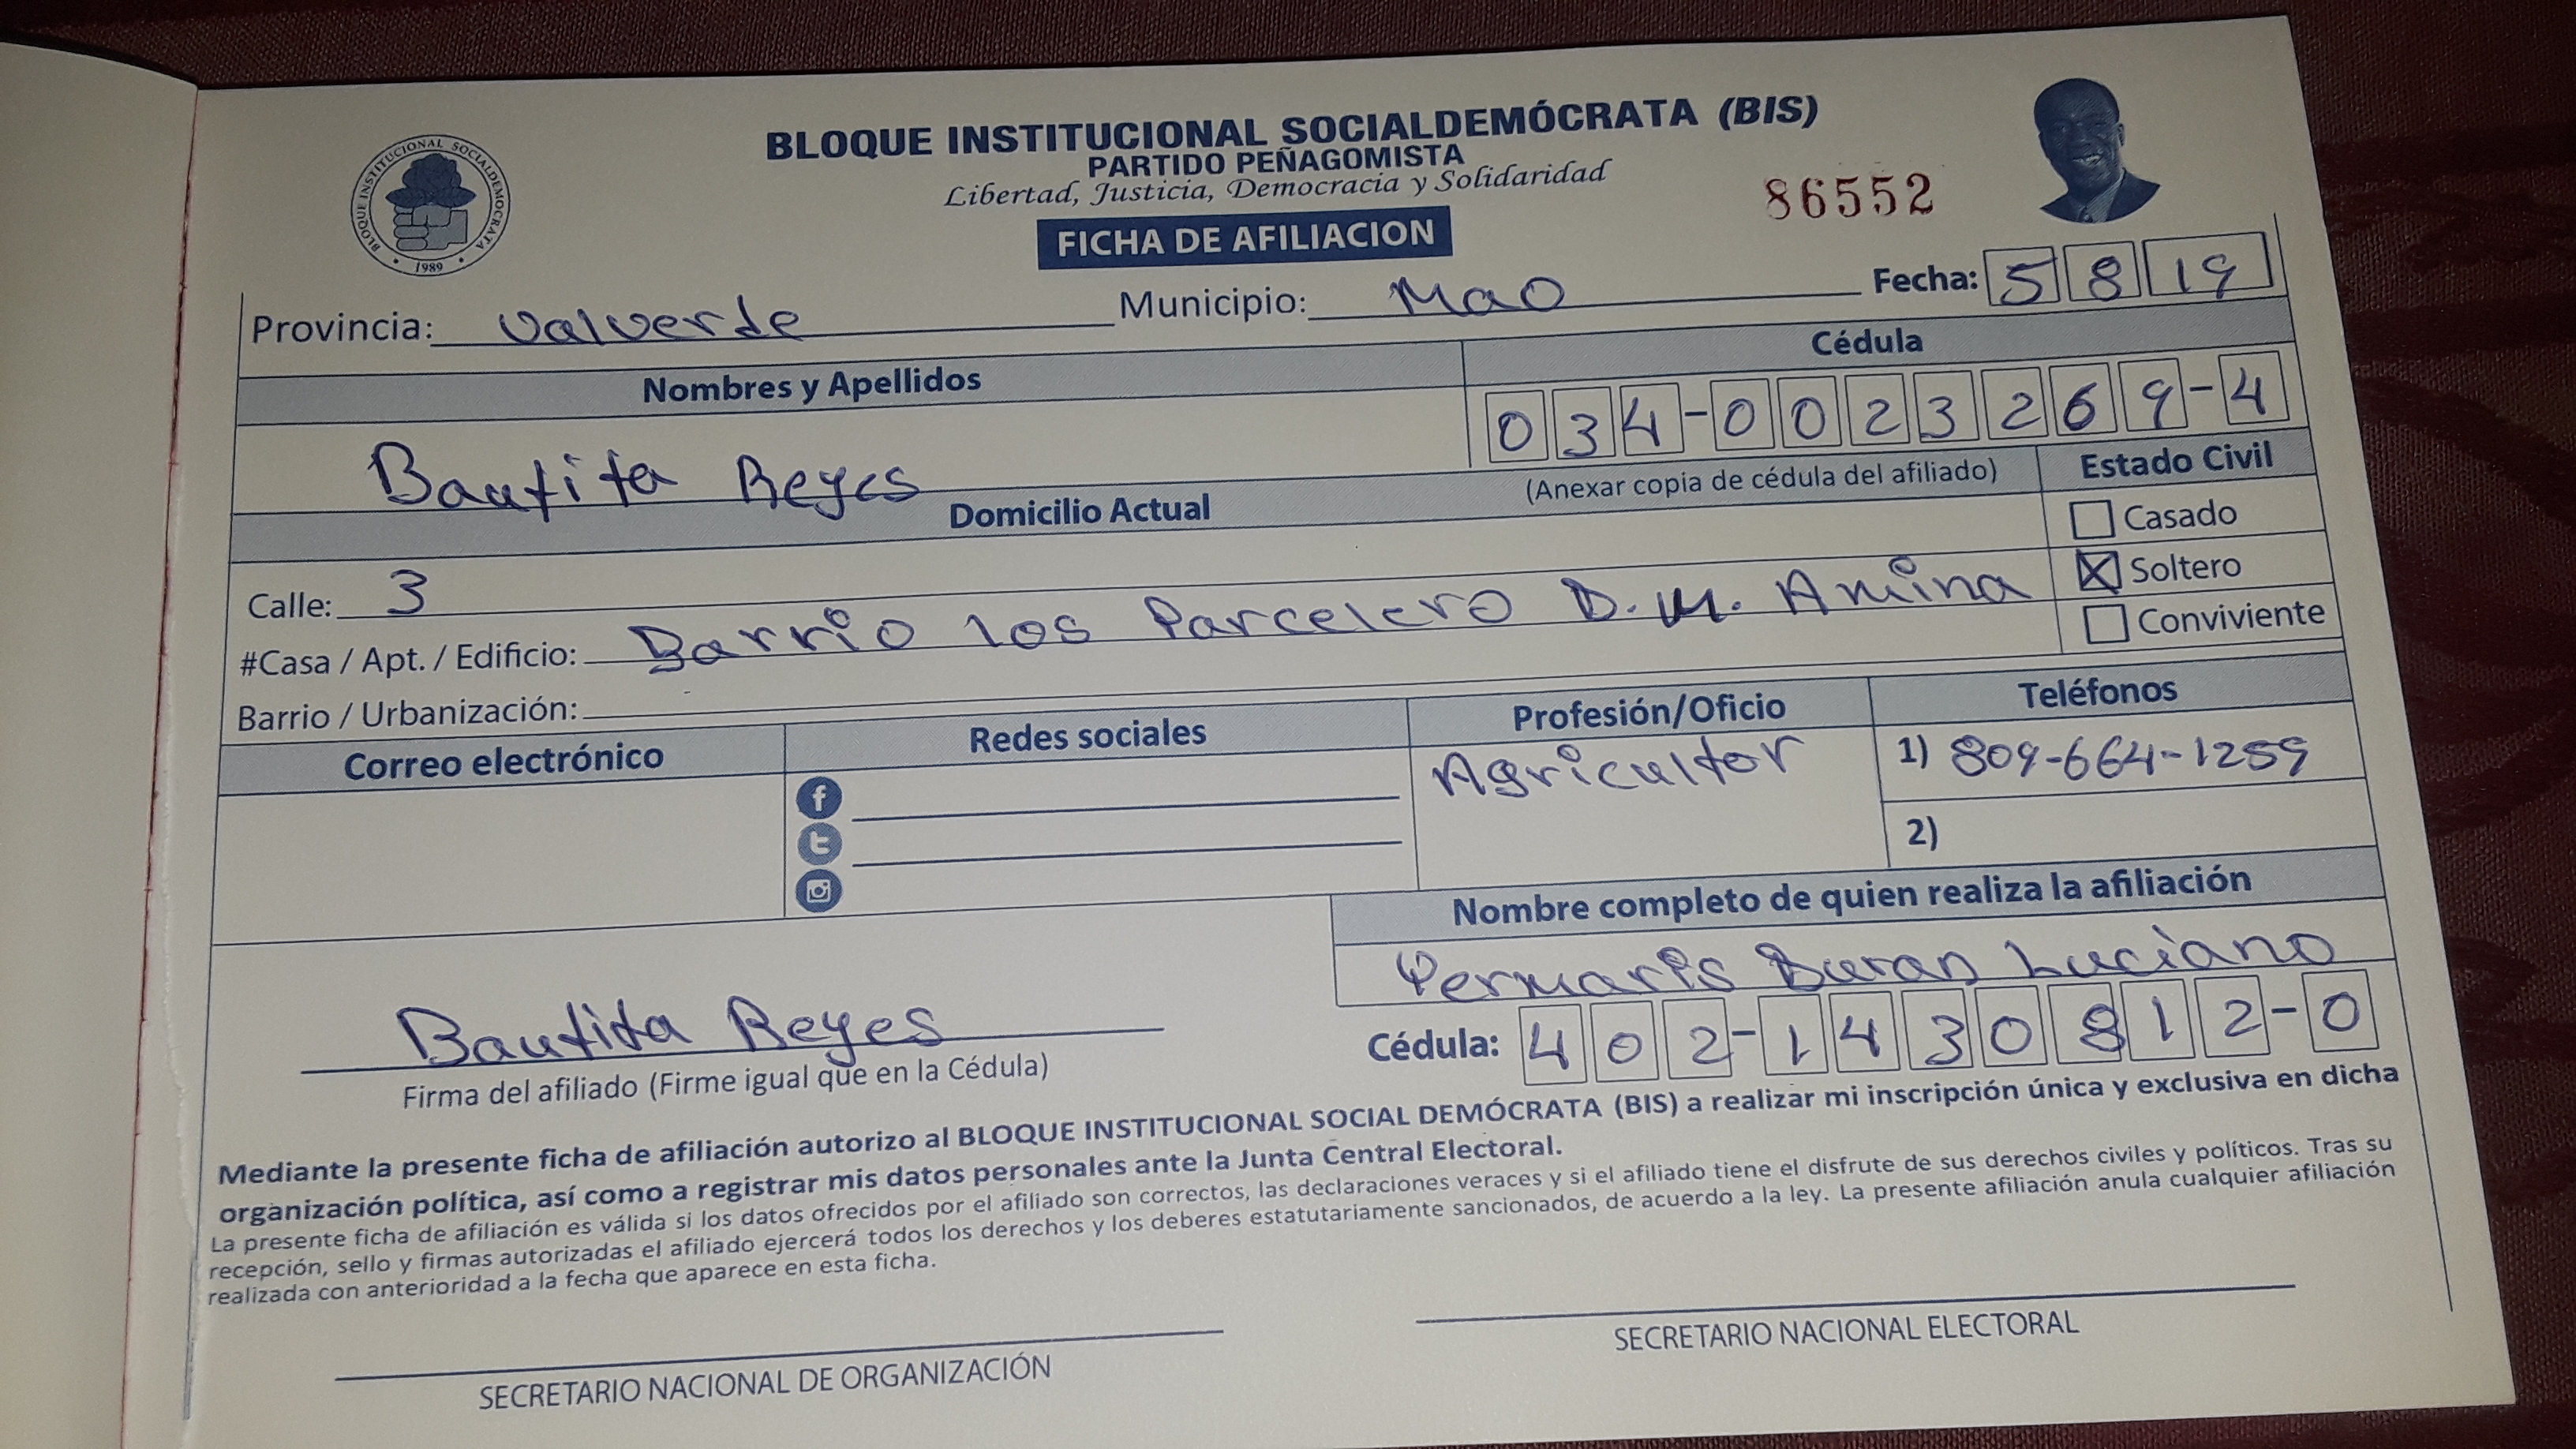 BLOQUE INSTITUCIONAL SOCIALDEMÓCRATA (BIS)
PARTIDO PEÑAGOMISTA
Libertad, Justicia, Democracia y Solidaridad
86552
FICHA DE AFILIACION
BLOQUE INSTITUCIONAL SOCIALDEMOCRATA
1989
Provincia: Valverde Municipio: Mao Fecha: 5 8 19
Nombres y Apellidos Cédula
Bautita Reyes 034-0023269-4
Domicilio Actual (Anexar copia de cédula del afiliado) Estado Civil
Casado
Calle: 3
Soltero
#Casa / Apt. / Edificio: Barrio los Parcelero D.M. Amina
Conviviente
Barrio / Urbanización:
Correo electrónico Redes sociales Profesión/Oficio Teléfonos
Agricultor 1) 809-664-1259
2)
Nombre completo de quien realiza la afiliación
Yermaris Duran Luciano
Bautita Reyes
Firma del afiliado (Firme igual que en la Cédula)
Cédula: 402-1430812-0
Mediante la presente ficha de afiliación autorizo al BLOQUE INSTITUCIONAL SOCIAL DEMÓCRATA (BIS) a realizar mi inscripción única y exclusiva en dicha
organización política, así como a registrar mis datos personales ante la Junta Central Electoral.
La presente ficha de afiliación es válida si los datos ofrecidos por el afiliado son correctos, las declaraciones veraces y si el afiliado tiene el disfrute de sus derechos civiles y políticos. Tras su
recepción, sello y firmas autorizadas el afiliado ejercerá todos los derechos y los deberes estatutariamente sancionados, de acuerdo a la ley. La presente afiliación anula cualquier afiliación
realizada con anterioridad a la fecha que aparece en esta ficha.
SECRETARIO NACIONAL DE ORGANIZACIÓN
SECRETARIO NACIONAL ELECTORAL